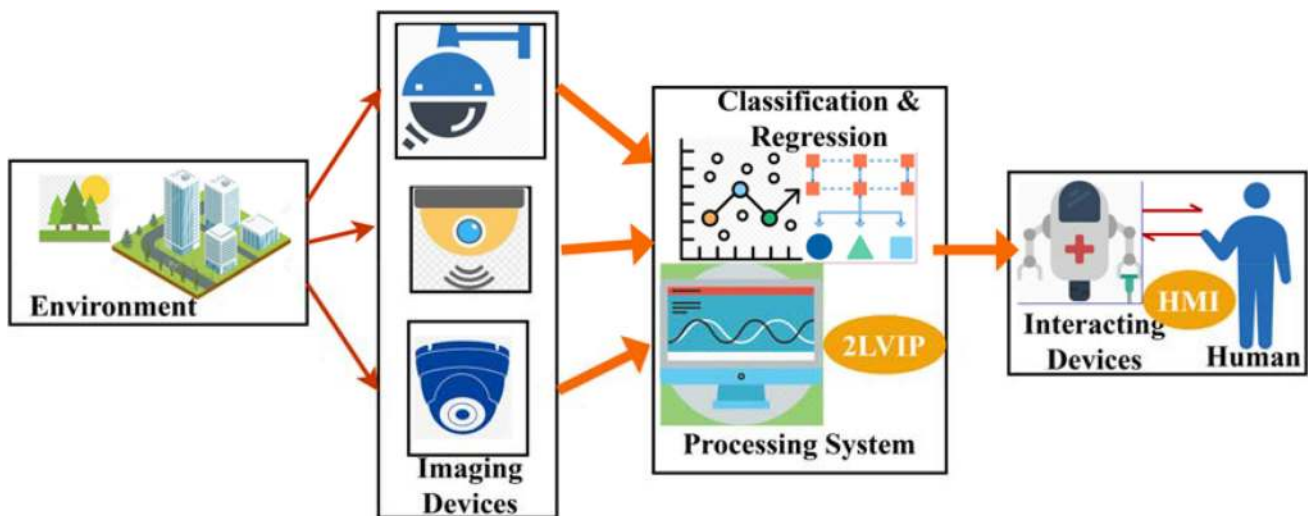 Environment
Imaging
Devices
Classification &
Regression
2LVIP
Processing System
Interacting
Devices
HMI
Human